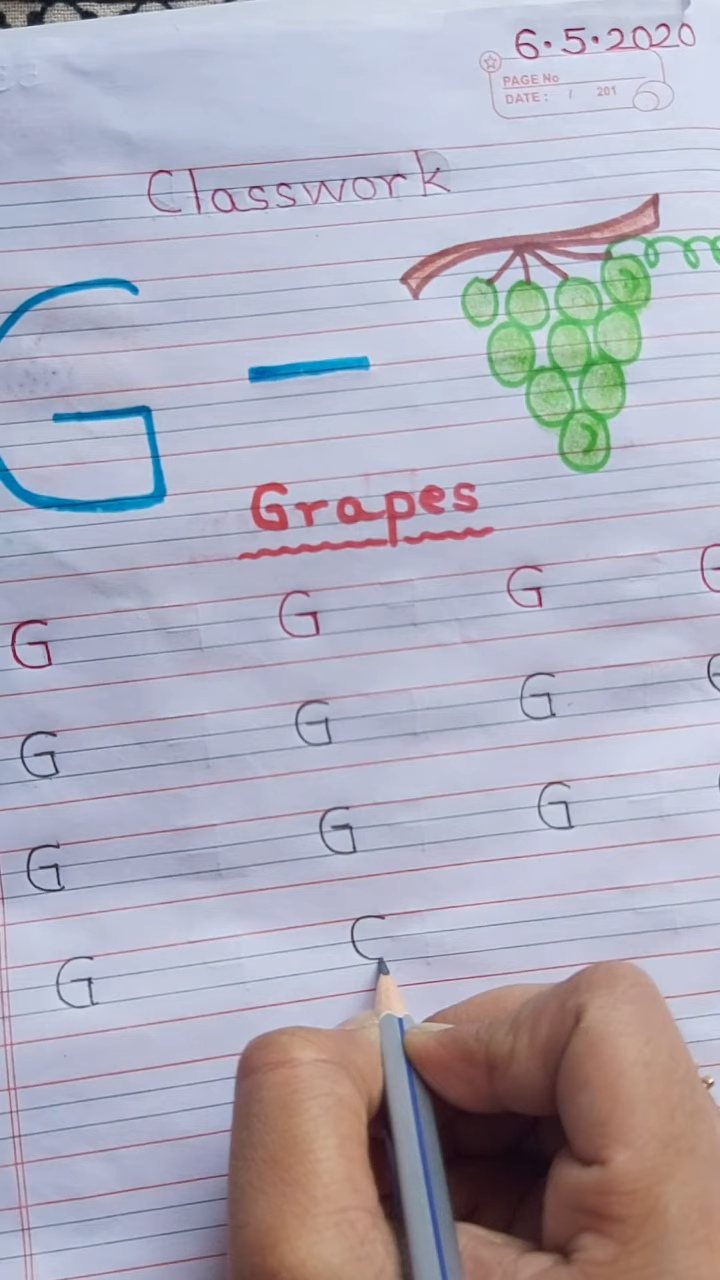 6.5.2020
PAGE No
DATE : / 201
Classwork
G -
Grapes
G G G G
G G G G
G G G
G C